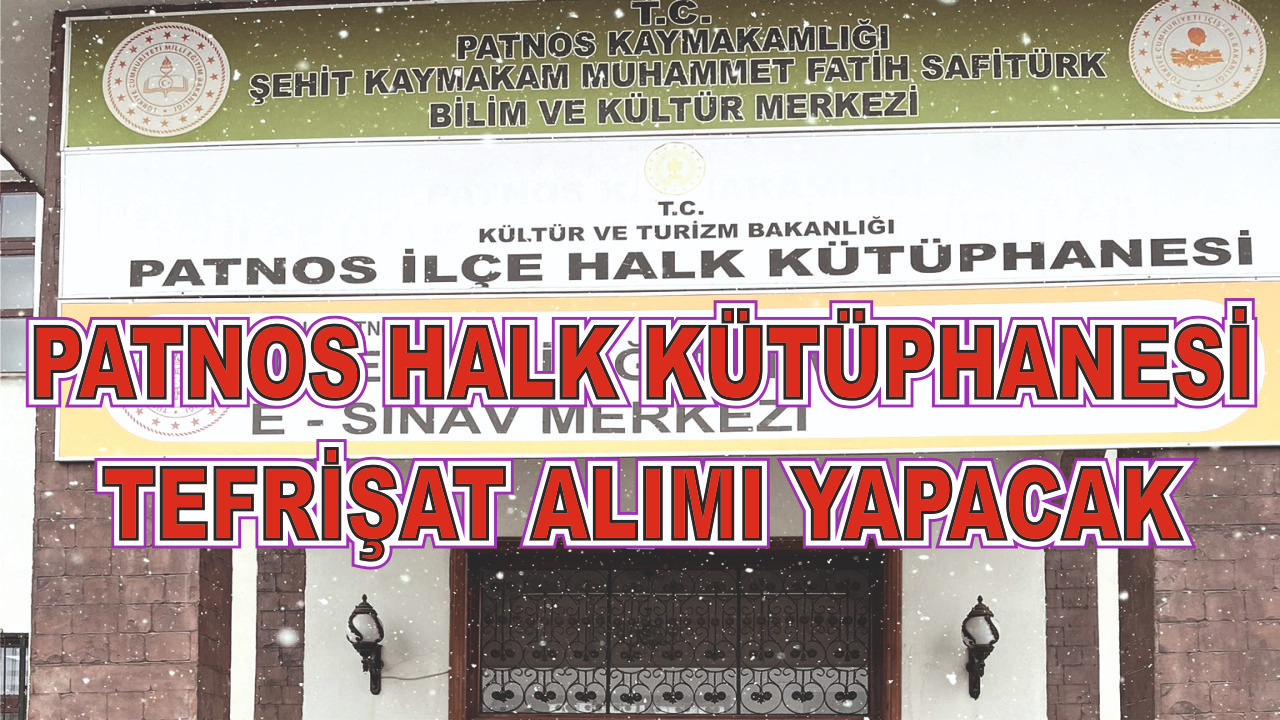 T.C.
PATNOS KAYMAKAMLIĞI
ŞEHİT KAYMAKAM MUHAMMET FATİH SAFİTÜRK
BİLİM VE KÜLTÜR MERKEZİ
T.C.
KÜLTÜR VE TURİZM BAKANLIĞI
PATNOS İLÇE HALK KÜTÜPHANESİ
PATNOS HALK KÜTÜPHANESİ
E - SINAV MERKEZİ
TEFRİŞAT ALIMI YAPACAK